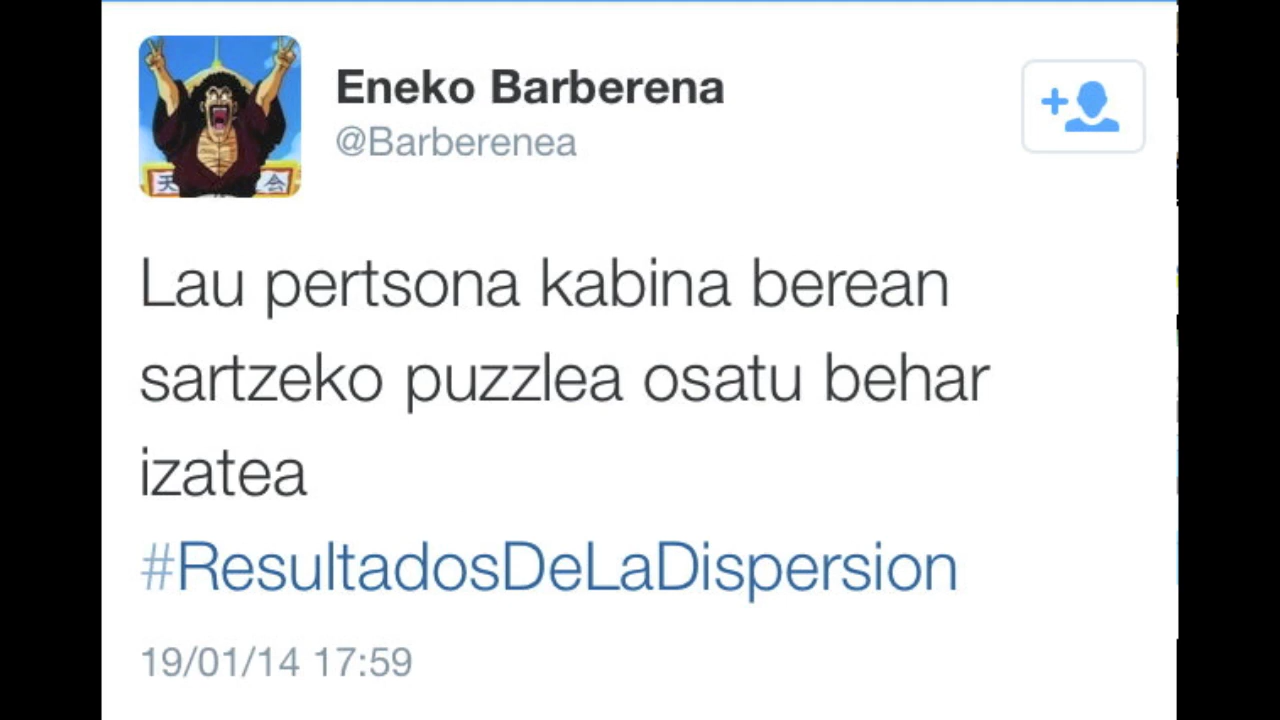 Eneko Barberena
@Barberenea
Lau pertsona kabina berean
sartzeko puzzlea osatu behar
izatea
#ResultadosDeLaDispersion
19/01/14 17:59